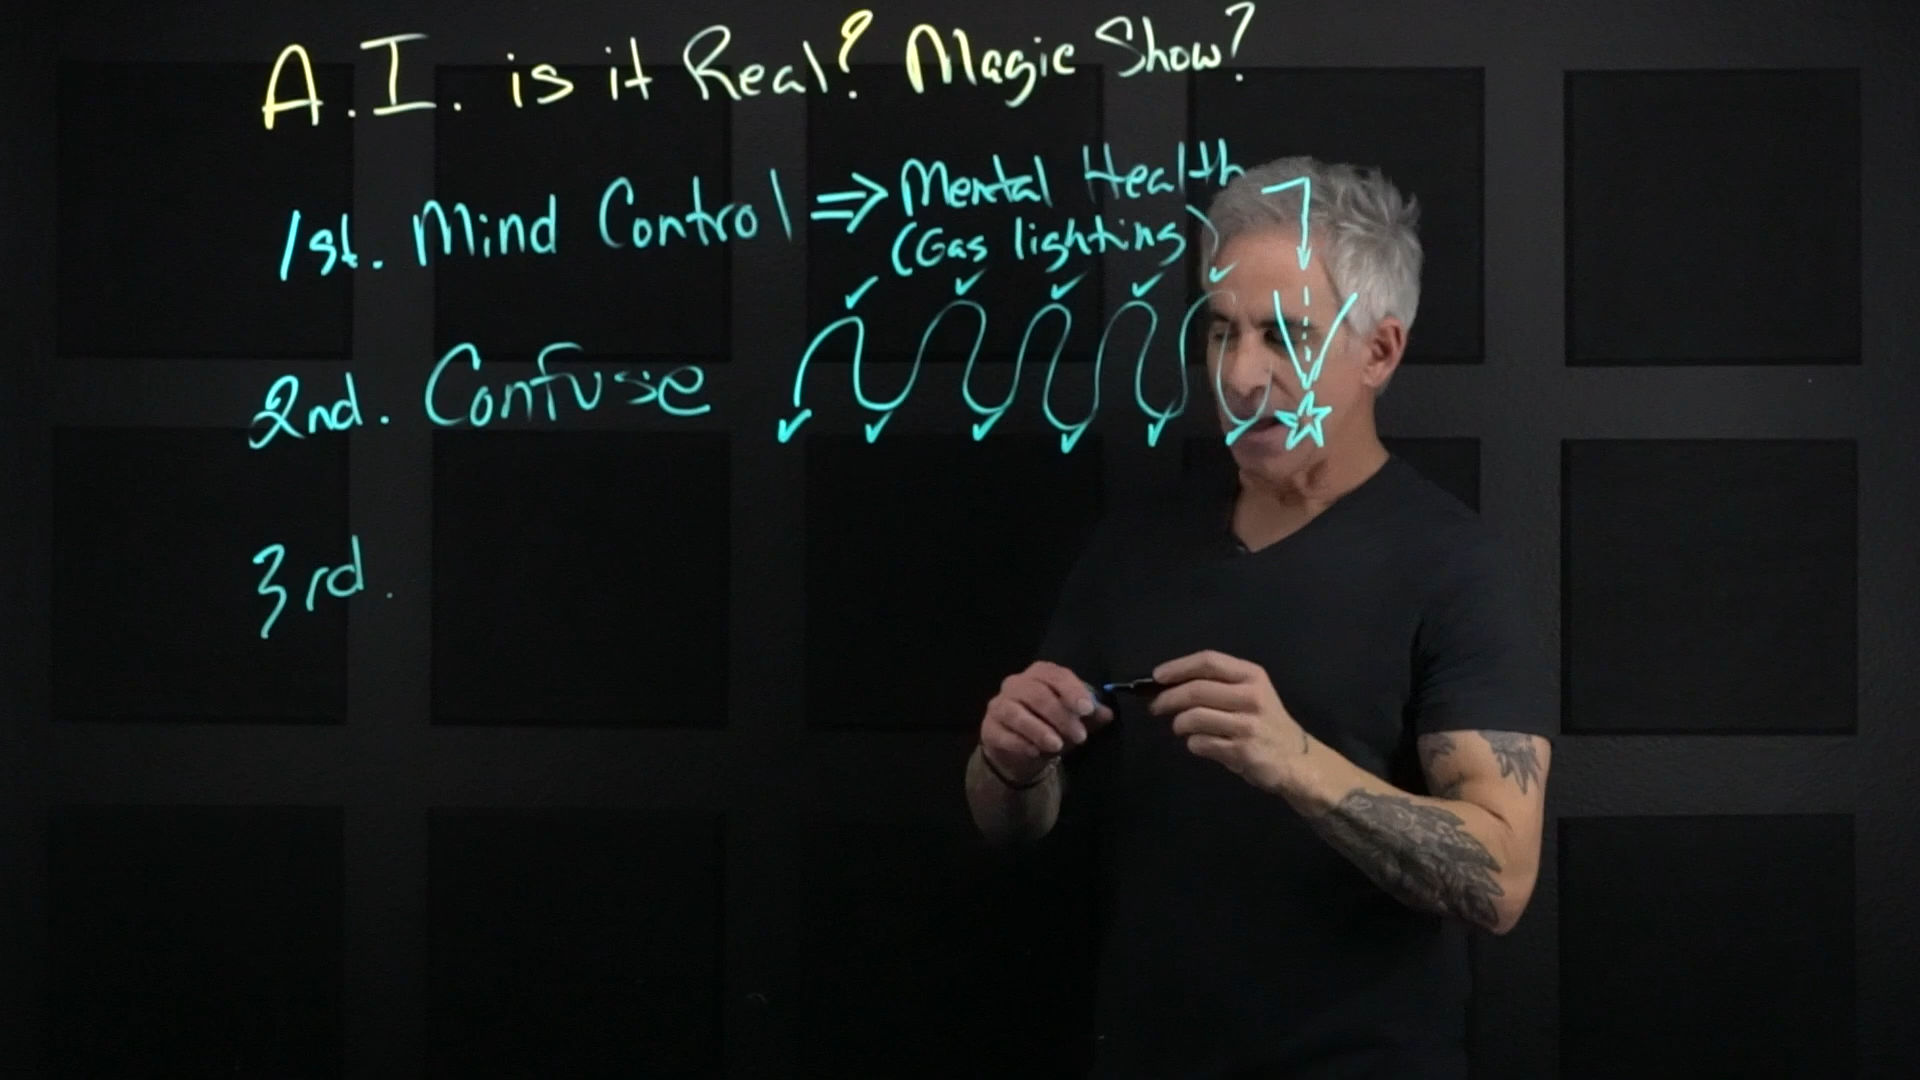 A.I. is it Real? Magic Show?
1st. Mind Control ⇒ Mental Health
(Gas lighting)
2nd. Confuse
3rd.